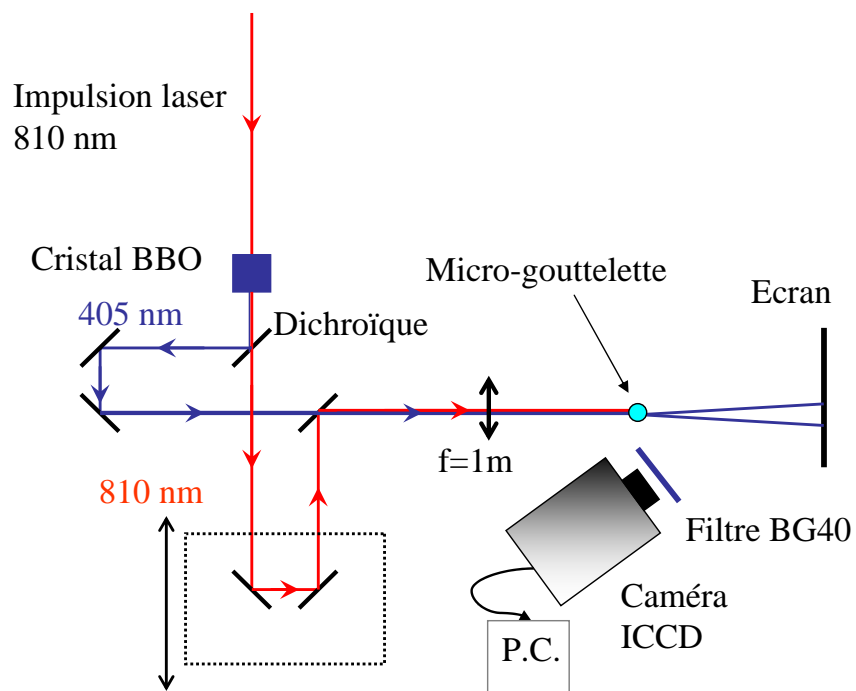 Impulsion laser
810 nm
Cristal BBO
Micro-gouttelette
Ecran
405 nm
Dichroïque
f=1m
810 nm
Filtre BG40
Caméra
ICCD
P.C.